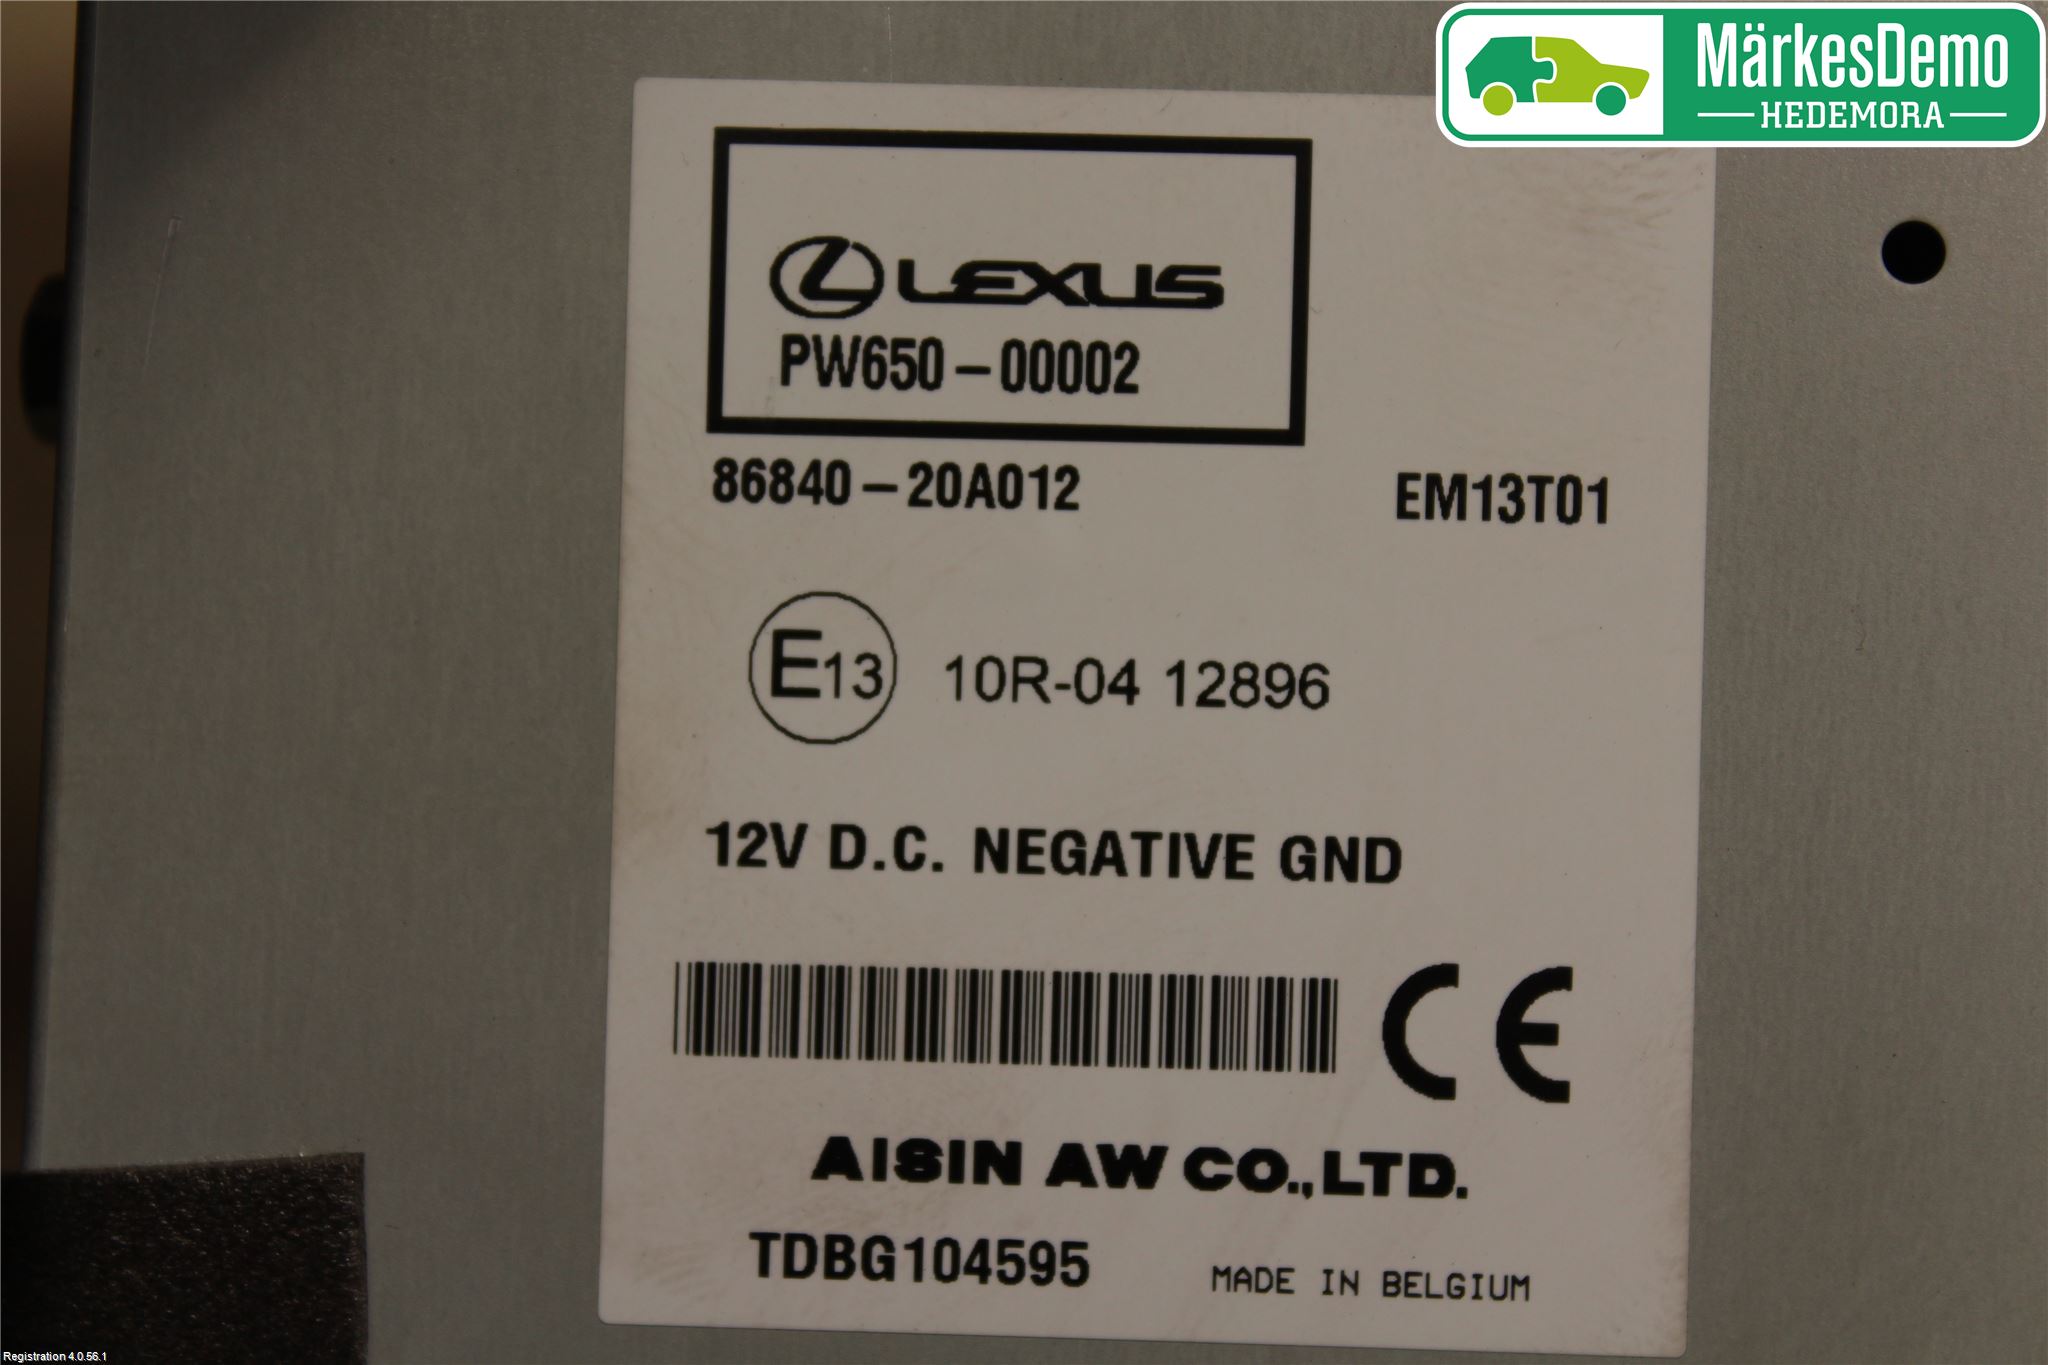 MärkesDemo
HEDEMORA
LEXUS
PW650-00002
86840-20A012 EM13T01
E13 10R-04 12896
12V D.C. NEGATIVE GND
CE
AISIN AW CO.,LTD.
TDBG104595 MADE IN BELGIUM
Registration 4.0.56.1